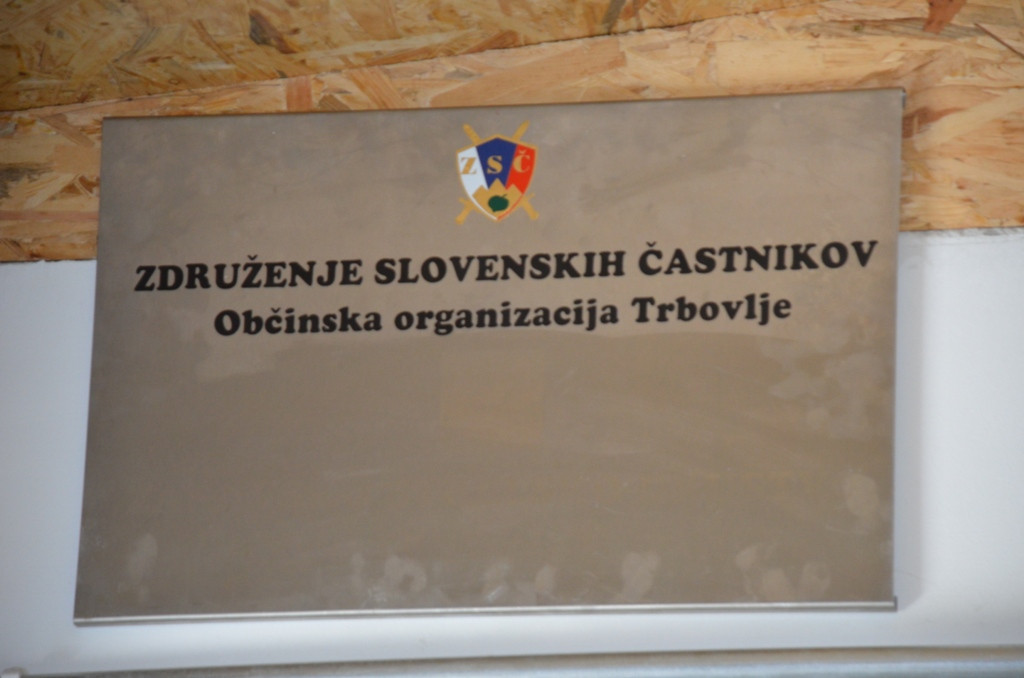 ZSČ
ZDRUŽENJE SLOVENSKIH ČASTNIKOV
Občinska organizacija Trbovlje